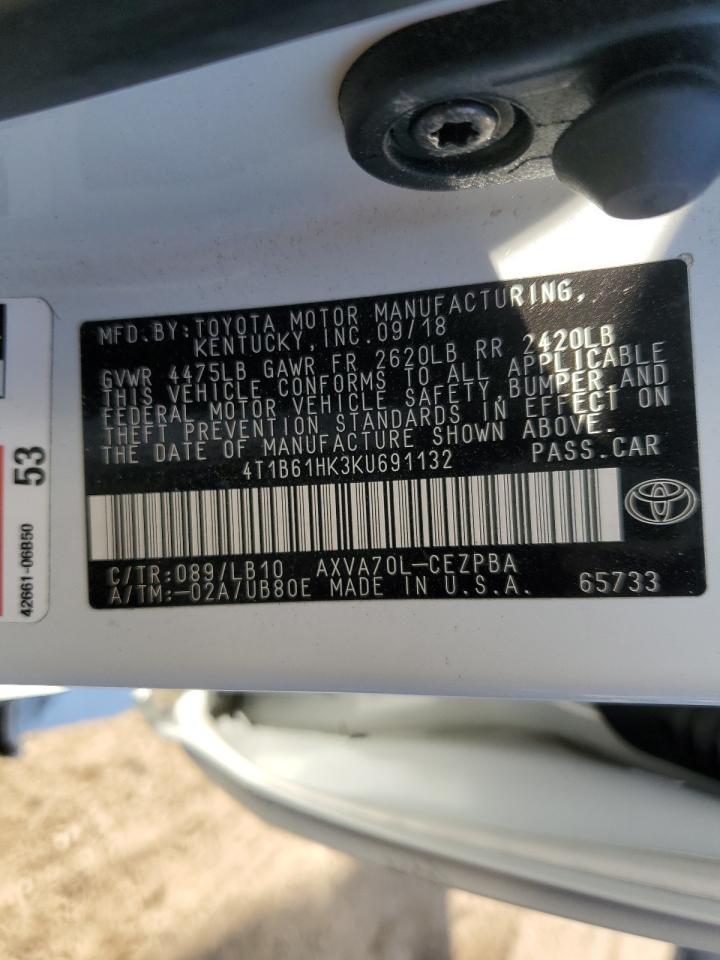 MFD. BY: TOYOTA MOTOR MANUFACTURING,
KENTUCKY, INC. 09/18
GVWR 4475LB GAWR FR 2620LB RR 2420LB
THIS VEHICLE CONFORMS TO ALL APPLICABLE
FEDERAL MOTOR VEHICLE SAFETY, BUMPER, AND
THEFT PREVENTION STANDARDS IN EFFECT ON
THE DATE OF MANUFACTURE SHOWN ABOVE.
4T1B61HK3KU691132 PASS. CAR
C/TR: 089/LB10 AXVA70L-CEZPBA
A/TM: -02A/UB80E MADE IN U.S.A. 65733
53
42661-06B50